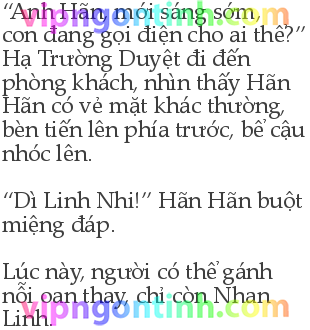 “Anh Hãn, mới sáng sớm,
con đang gọi điện cho ai thế?”
Hạ Trường Duyệt đi đến
phòng khách, nhìn thấy Hãn
Hãn có vẻ mặt khác thường,
bèn tiến lên phía trước, bế cậu
nhóc lên.
“Dì Linh Nhi!” Hãn Hãn buột
miệng đáp.
Lúc này, người có thể gánh
nỗi oan thay, chỉ còn Nhan
Linh.
vipngontinh.com
vipngontinh.com